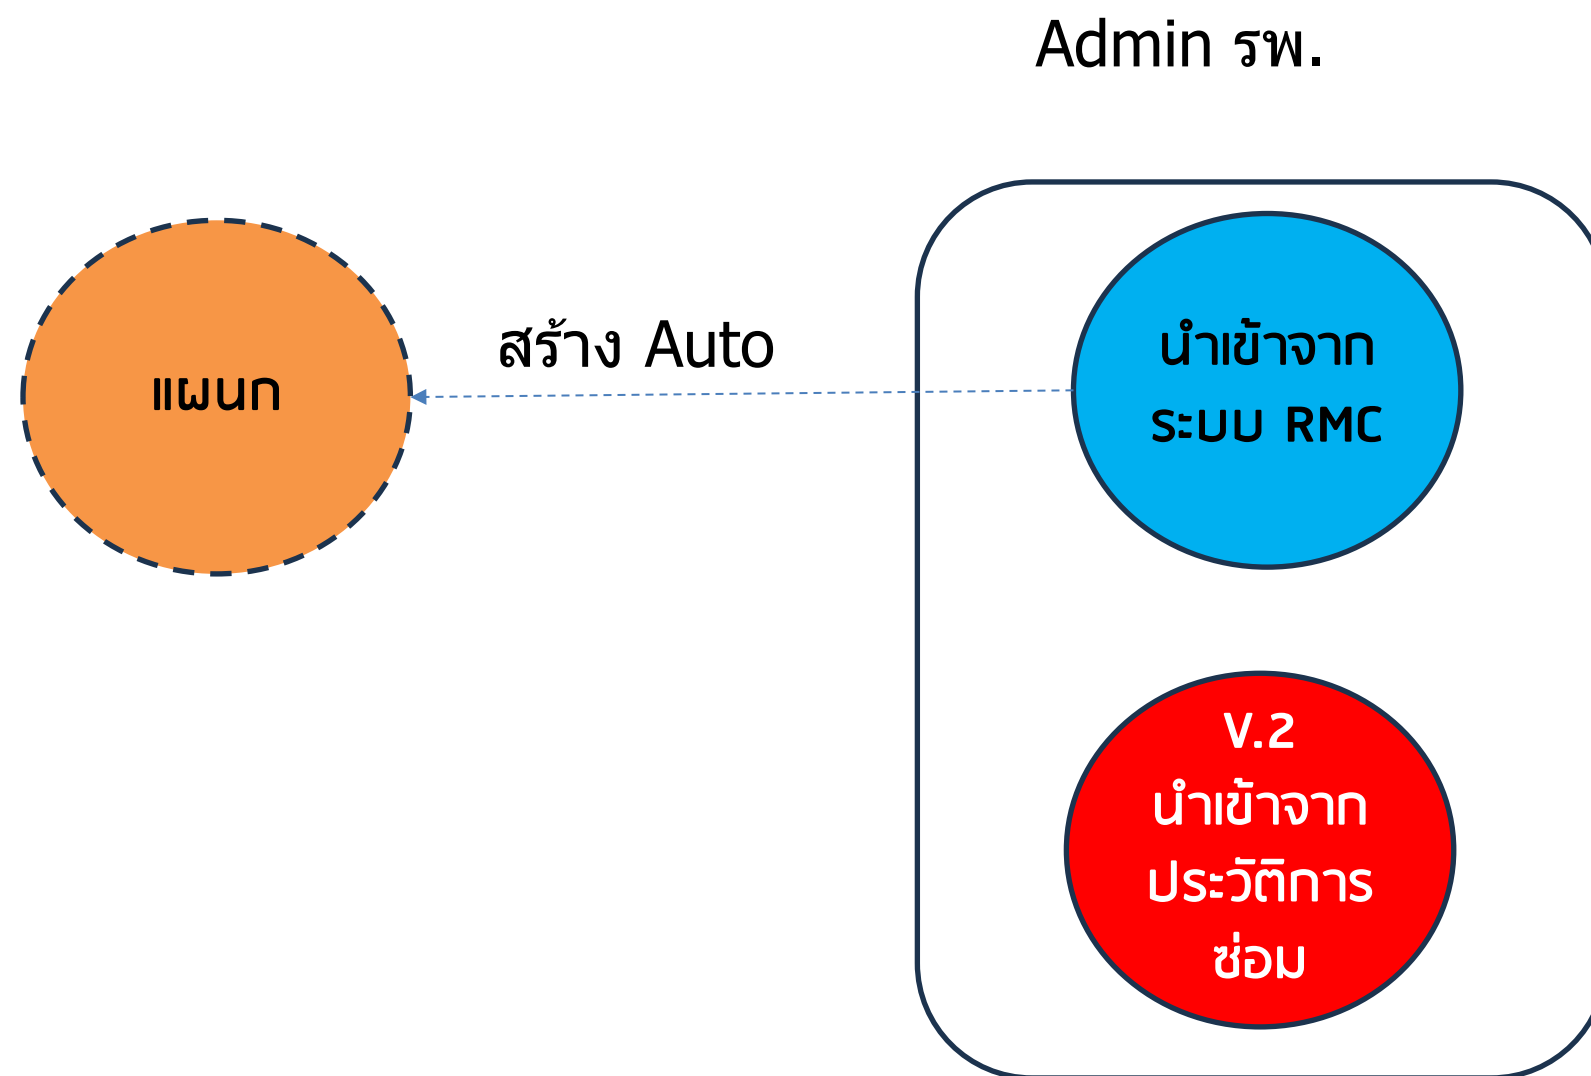 Admin รพ.
สร้าง Auto
แผนก
นำเข้าจาก
ระบบ RMC
V.2
นำเข้าจาก
ประวัติการ
ซ่อม